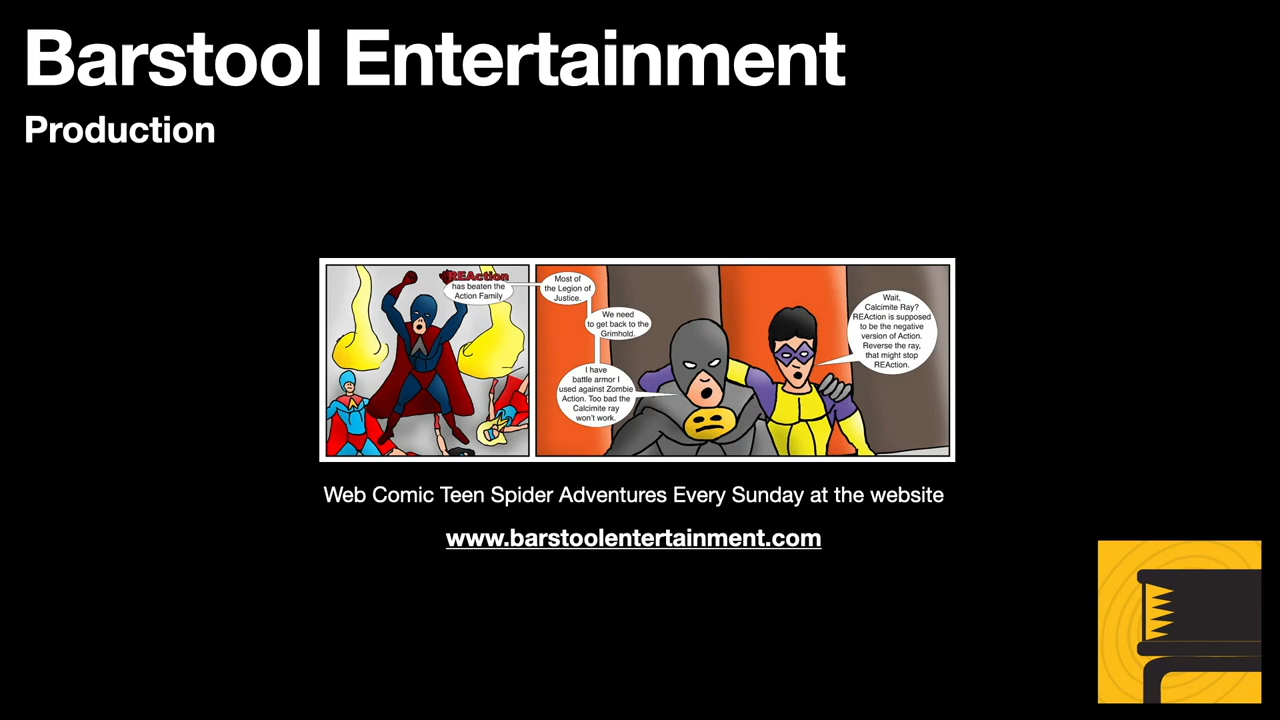 Barstool Entertainment
Production
REAction
has beaten the
Action Family
Most of
the Legion of
Justice.
We need
to get back to the
Grimhold.
I have
battle armor I
used against Zombie
Action. Too bad the
Calcimite ray
won't work.
Wait,
Calcimite Ray?
REAction is supposed
to be the negative
version of Action.
Reverse the ray,
that might stop
REAction.
Web Comic Teen Spider Adventures Every Sunday at the website
www.barstoolentertainment.com